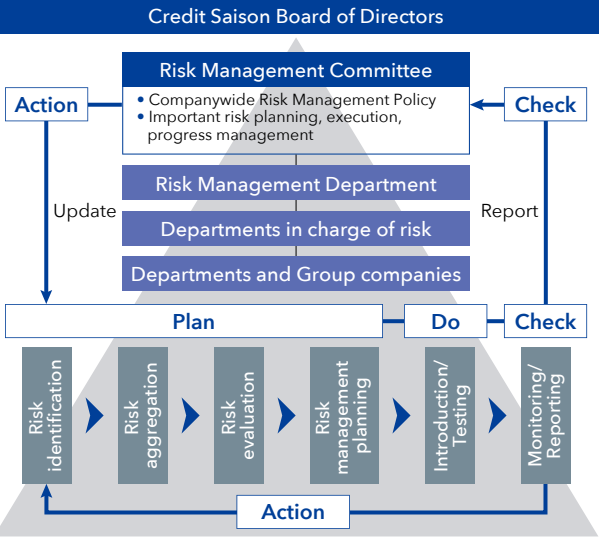 Credit Saison Board of Directors
Risk Management Committee
• Companywide Risk Management Policy
• Important risk planning, execution,
progress management
Action
Check
Risk Management Department
Update
Report
Departments in charge of risk
Departments and Group companies
Plan
Do
Check
Risk
identification
Risk
aggregation
Risk
evaluation
Risk
management
planning
Introduction/
Testing
Monitoring/
Reporting
Action